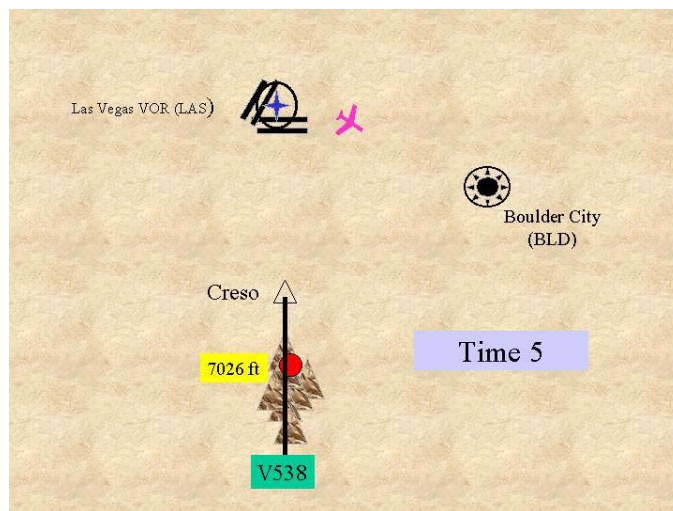 Las Vegas VOR (LAS)
Boulder City
(BLD)
Creso
Time 5
7026 ft
V538